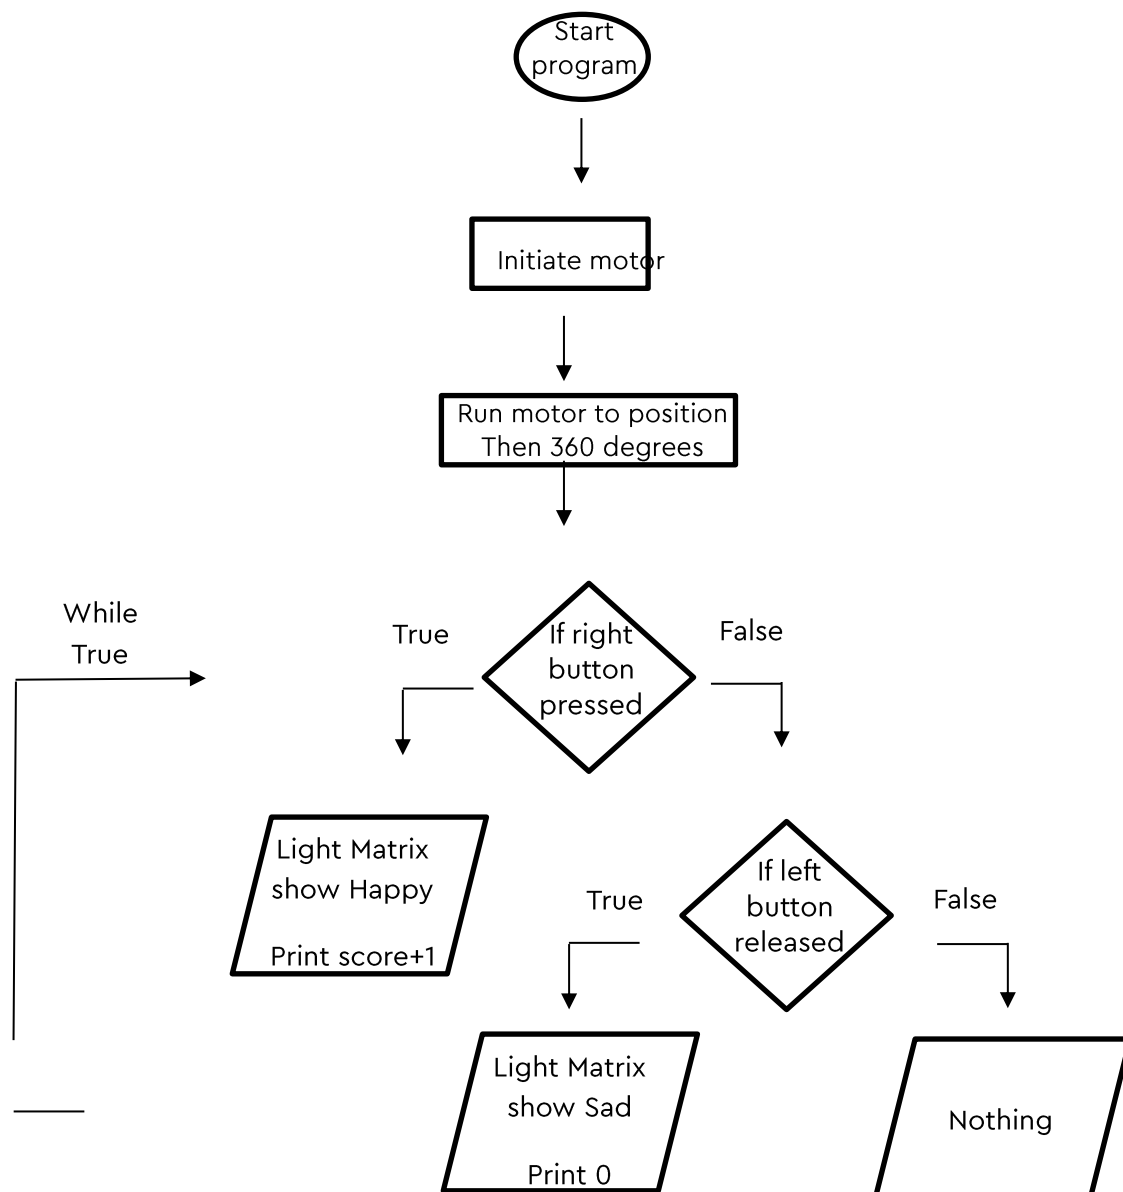 Start
program
Initiate motor
Run motor to position
Then 360 degrees
While
True
True
If right
button
pressed
False
Light Matrix
show Happy
Print score+1
True
If left
button
released
False
Light Matrix
show Sad
Print 0
Nothing